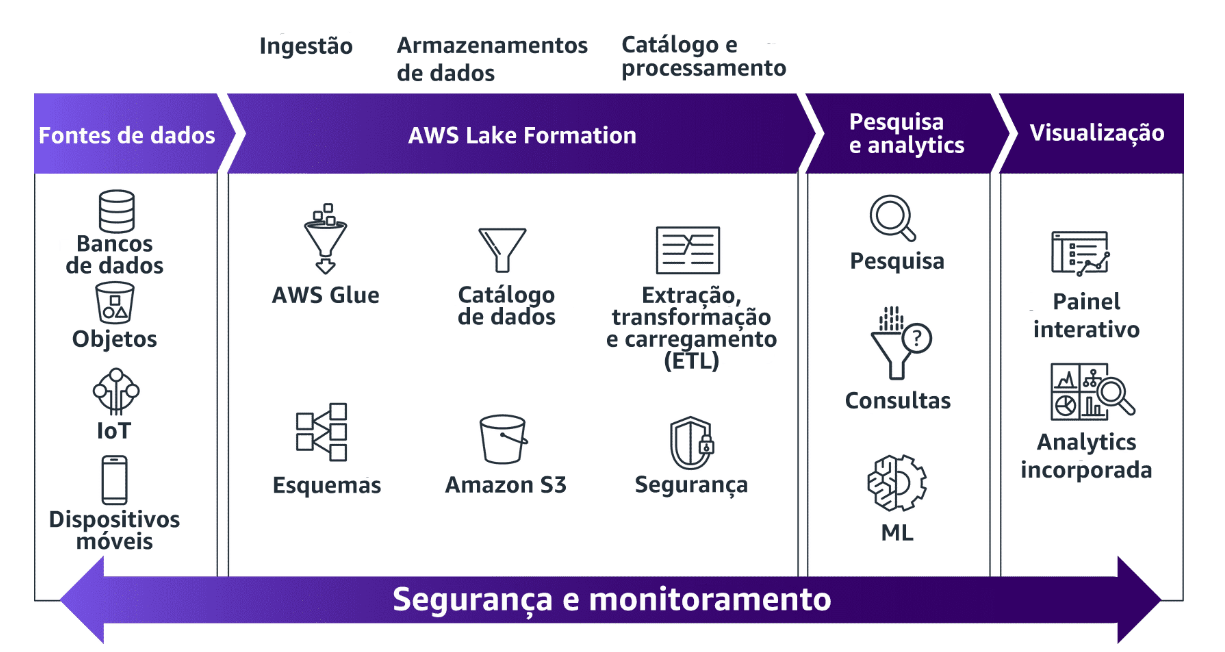 Ingestão
Armazenamentos
de dados
Catálogo e
processamento
Fontes de dados
AWS Lake Formation
Pesquisa
e analytics
Visualização
Bancos
de dados
Objetos
IoT
Dispositivos
móveis
AWS Glue
Catálogo
de dados
Extração,
transformação
e carregamento
(ETL)
Esquemas
Amazon S3
Segurança
Pesquisa
?
Consultas
ML
Painel
interativo
Analytics
incorporada
Segurança e monitoramento